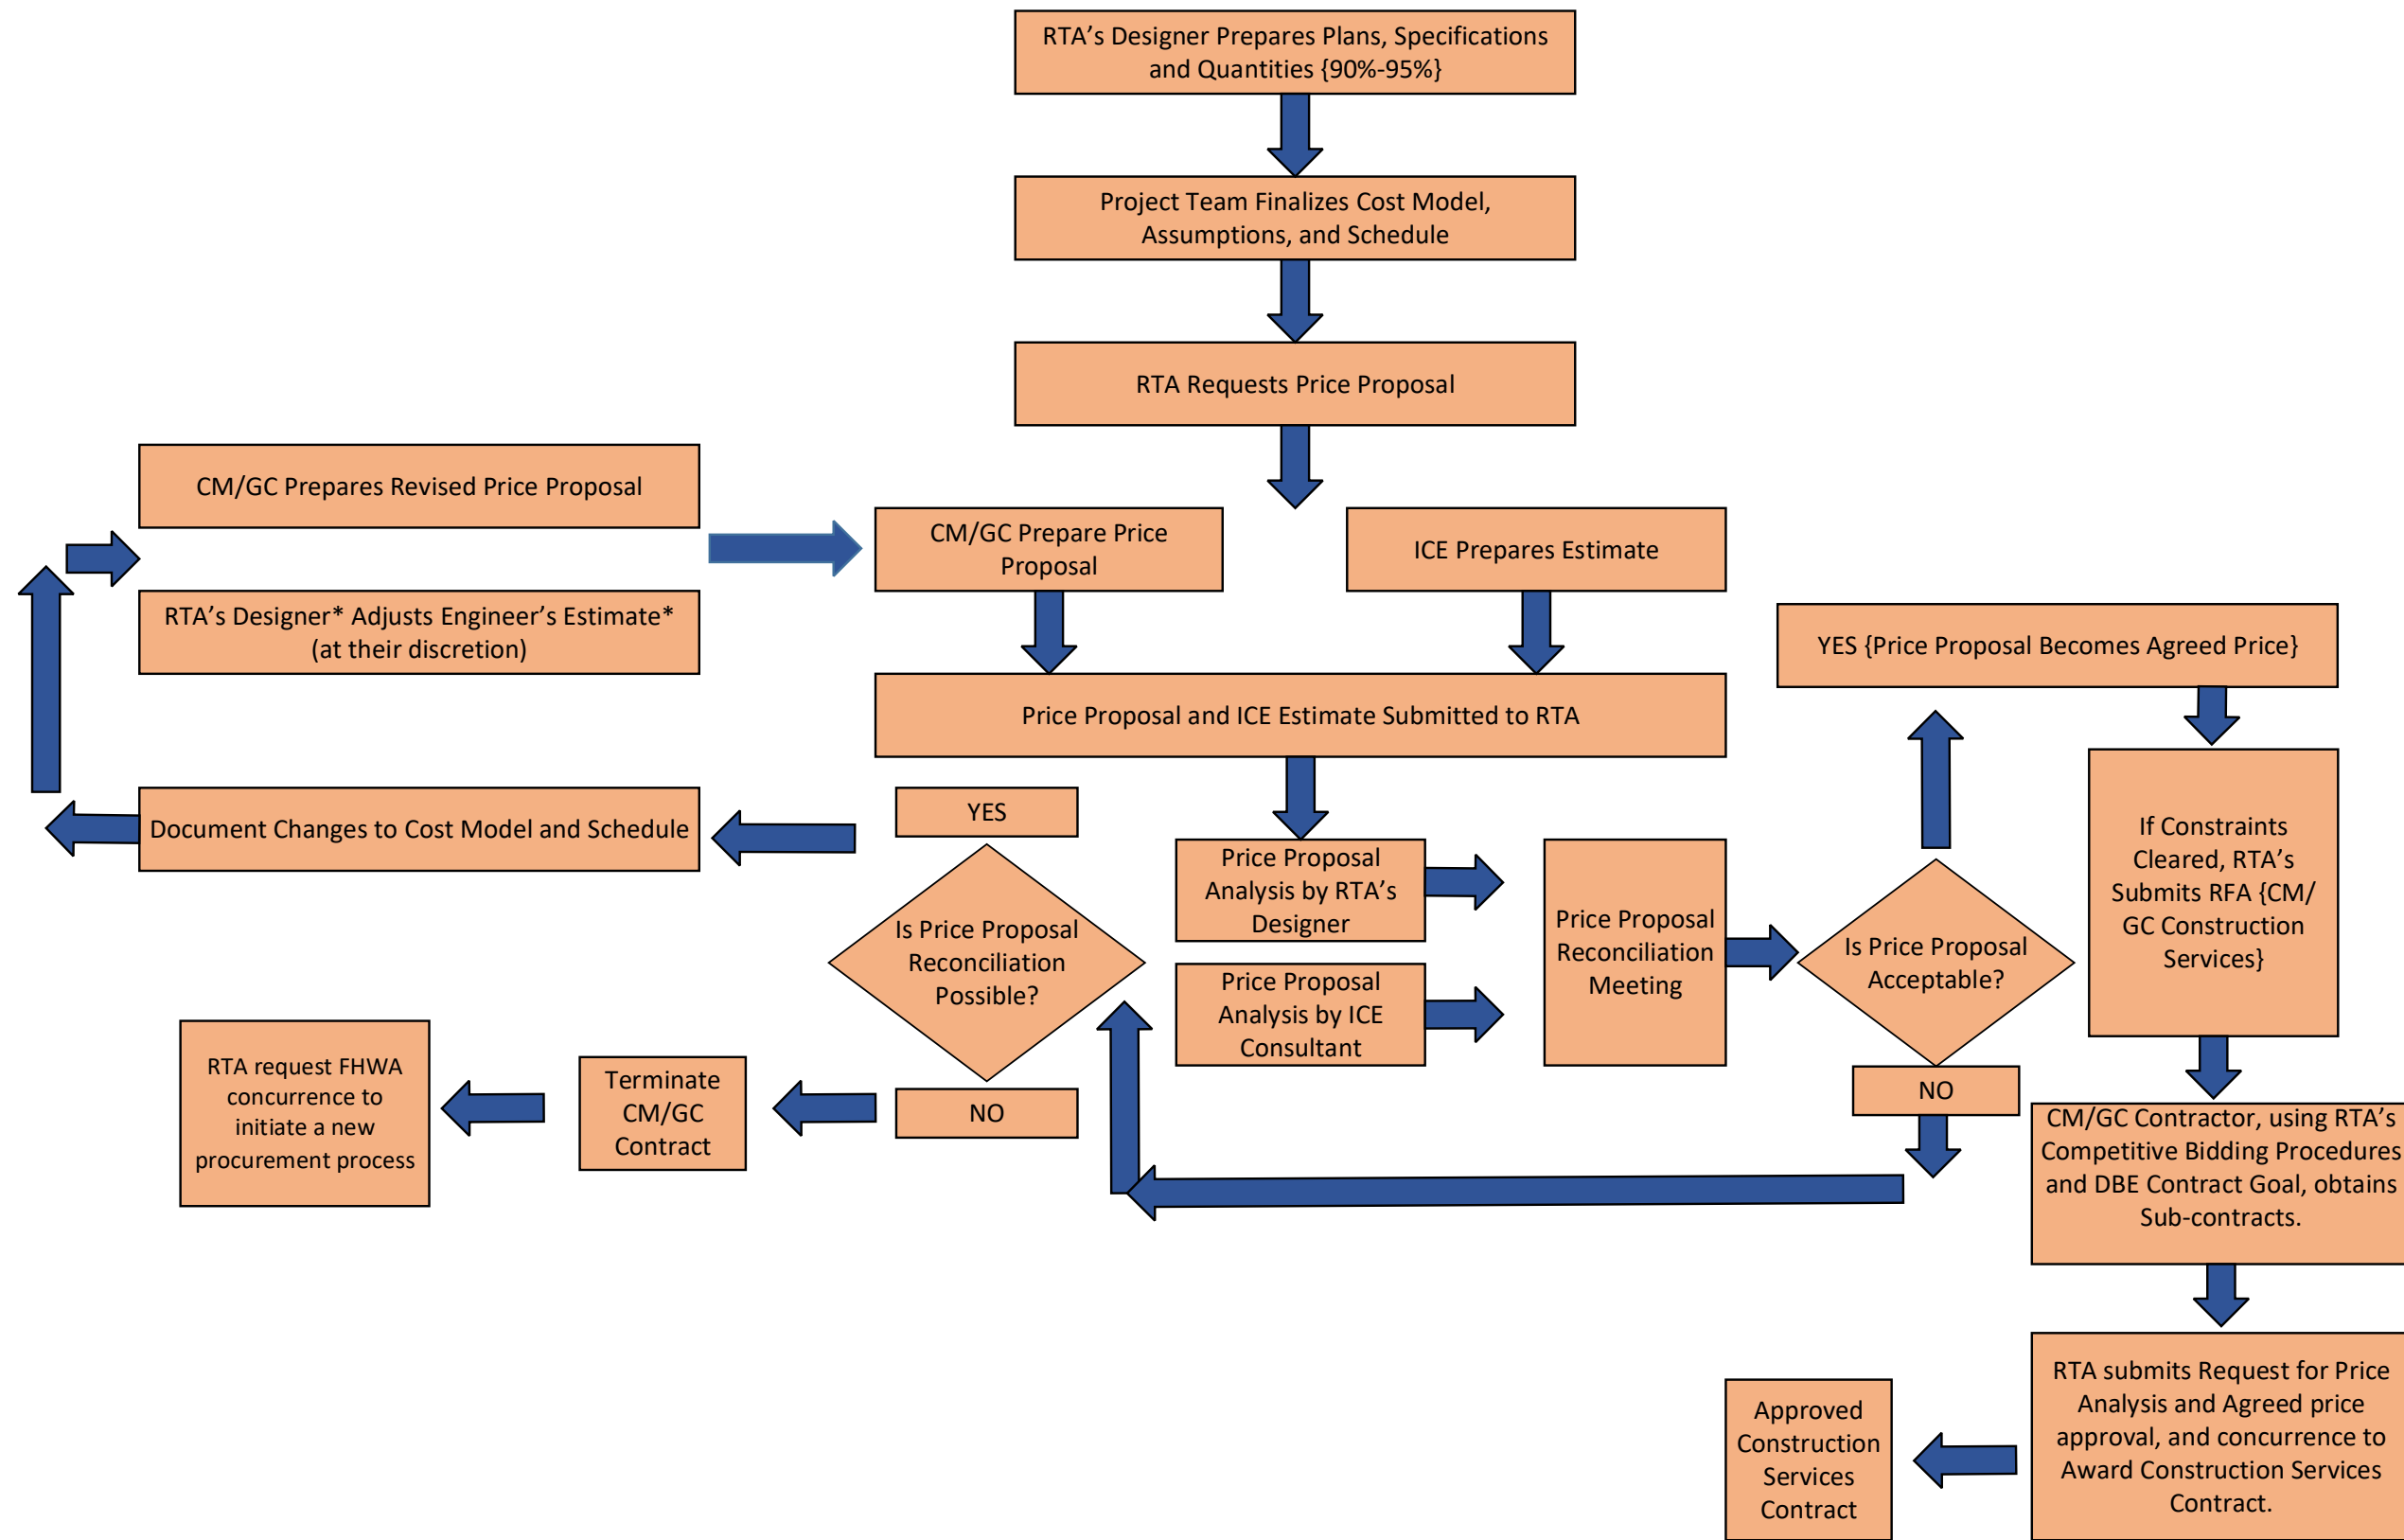 RTA’s Designer Prepares Plans, Specifications
and Quantities {90%-95%}
Project Team Finalizes Cost Model,
Assumptions, and Schedule
RTA Requests Price Proposal
CM/GC Prepares Revised Price Proposal
CM/GC Prepare Price
Proposal
ICE Prepares Estimate
RTA’s Designer* Adjusts Engineer’s Estimate*
(at their discretion)
YES {Price Proposal Becomes Agreed Price}
Price Proposal and ICE Estimate Submitted to RTA
Document Changes to Cost Model and Schedule
YES
Is Price Proposal
Reconciliation
Possible?
NO
Price Proposal
Analysis by RTA’s
Designer
Price Proposal
Analysis by ICE
Consultant
Price Proposal
Reconciliation
Meeting
Is Price Proposal
Acceptable?
NO
If Constraints
Cleared, RTA’s
Submits RFA {CM/
GC Construction
Services}
RTA request FHWA
concurrence to
initiate a new
procurement process
Terminate
CM/GC
Contract
CM/GC Contractor, using RTA’s
Competitive Bidding Procedures
and DBE Contract Goal, obtains
Sub-contracts.
Approved
Construction
Services
Contract
RTA submits Request for Price
Analysis and Agreed price
approval, and concurrence to
Award Construction Services
Contract.